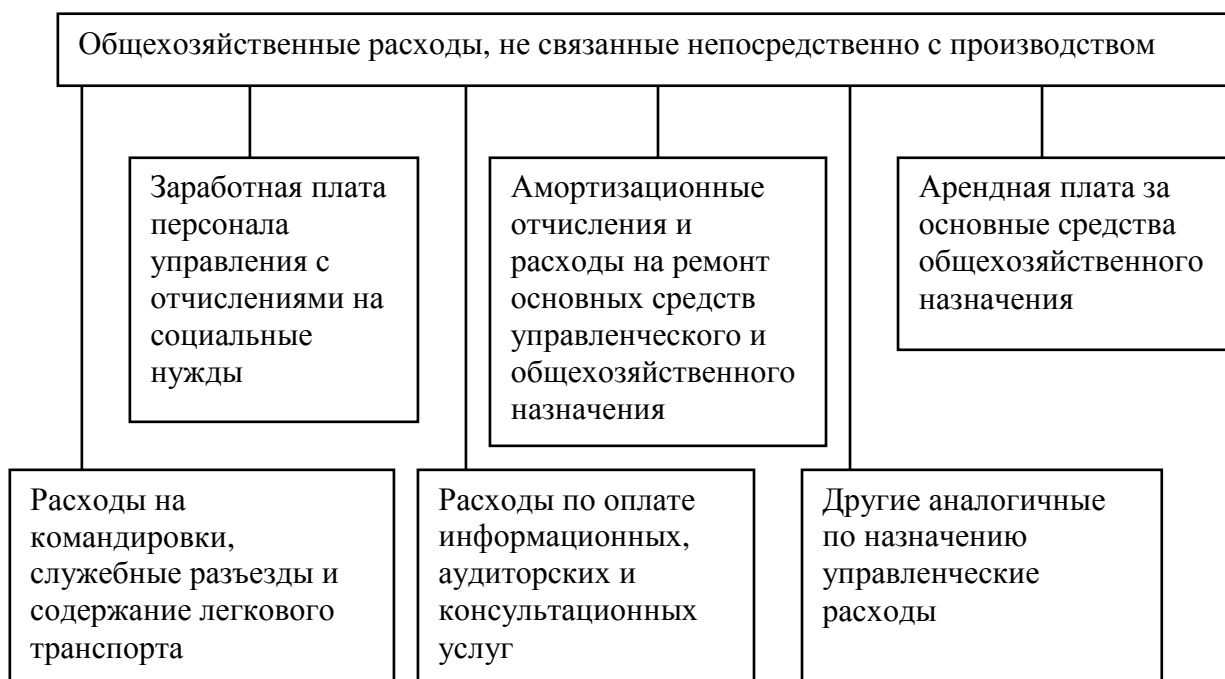 Общехозяйственные расходы, не связанные непосредственно с производством
Заработная плата
персонала
управления с
отчислениями на
социальные
нужды
Амортизационные
отчисления и
расходы на ремонт
основных средств
управленческого и
общехозяйственного
назначения
Арендная плата за
основные средства
общехозяйственного
назначения
Расходы на
командировки,
служебные разъезды и
содержание легкового
транспорта
Расходы по оплате
информационных,
аудиторских и
консультационных
услуг
Другие аналогичные
по назначению
управленческие
расходы